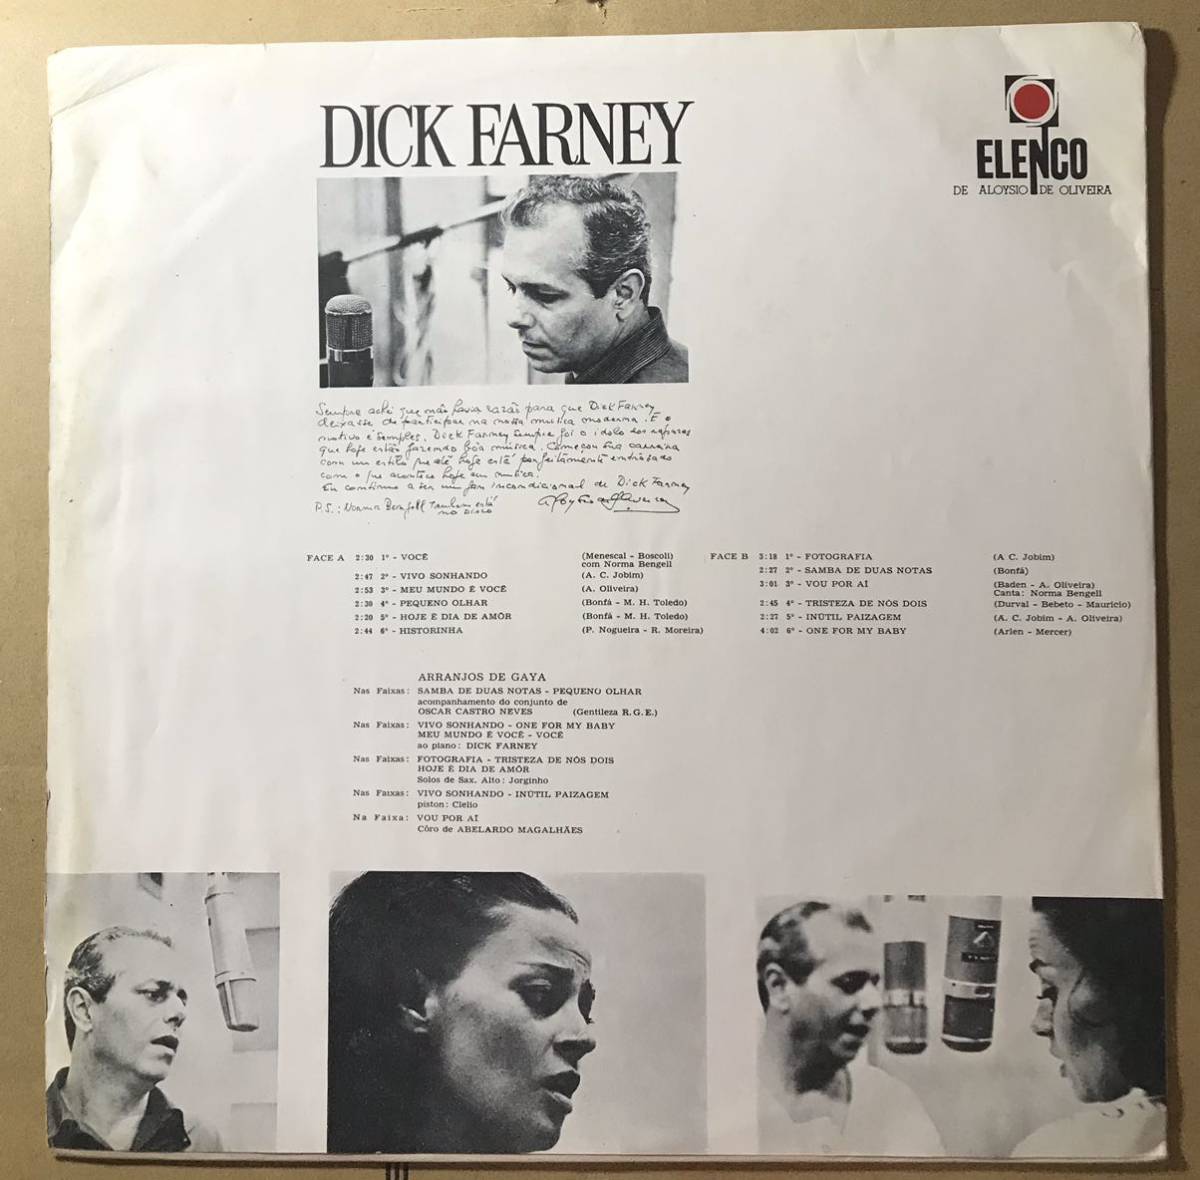 DICK FARNEY
ELENCO
DE ALOYSIO DE OLIVEIRA
Sempre achei que não havia razão para que Dick Farney
deixasse de participar na nossa musica moderna. E o
motivo é simples. Dick Farney sempre foi o idolo dos rapazes
que hoje estão fazendo bôa música. Começou sua carreira
com um estilo que até hoje está perfeitamente entrosado
com o que acontece hoje em musica.
Eu continuo a ser um fan incondicional de Dick Farney
P.S.: Norma Bengell tambem está
no disco
FACE A 2:30 1º - VOCÊ (Menescal - Boscoli)
com Norma Bengell
2:47 2º - VIVO SONHANDO (A. C. Jobim)
2:53 3º - MEU MUNDO É VOCÊ (A. Oliveira)
2:30 4º - PEQUENO OLHAR (Bonfá - M. H. Toledo)
2:20 5º - HOJE É DIA DE AMÔR (Bonfá - M. H. Toledo)
2:44 6º - HISTORINHA (P. Nogueira - R. Moreira)
FACE B 3:18 1º - FOTOGRAFIA (A C. Jobim)
2:27 2º - SAMBA DE DUAS NOTAS (Bonfá)
3:01 3º - VOU POR AÍ (Baden - A. Oliveira)
Canta: Norma Bengell
2:45 4º - TRISTEZA DE NÓS DOIS (Durval - Bebeto - Mauricio)
2:27 5º - INÚTIL PAIZAGEM (A. C. Jobim - A. Oliveira)
4:02 6º - ONE FOR MY BABY (Arlen - Mercer)
ARRANJOS DE GAYA
Nas Faixas: SAMBA DE DUAS NOTAS - PEQUENO OLHAR
acompanhamento do conjunto de
OSCAR CASTRO NEVES (Gentileza R.G.E.)
Nas Faixas: VIVO SONHANDO - ONE FOR MY BABY
MEU MUNDO É VOCÊ - VOCÊ
ao piano: DICK FARNEY
Nas Faixas: FOTOGRAFIA - TRISTEZA DE NÓS DOIS
HOJE É DIA DE AMÔR
Solos de Sax. Alto: Jorginho
Nas Faixas: VIVO SONHANDO - INÚTIL PAIZAGEM
piston: Clelio
Na Faixa: VOU POR AÍ
Côro de ABELARDO MAGALHÃES